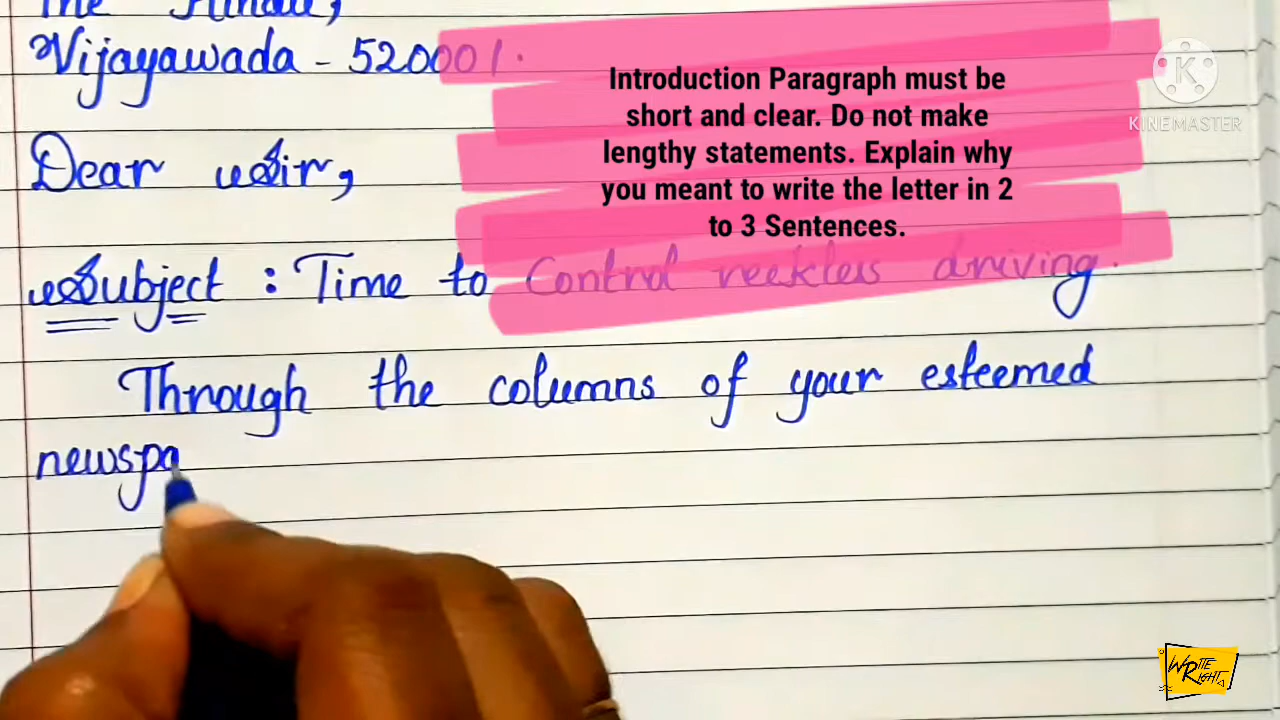 The Hindu,
Vijayawada - 520001.
Introduction Paragraph must be
short and clear. Do not make
lengthy statements. Explain why
you meant to write the letter in 2
to 3 Sentences.
K
KINEMASTER
Dear Sir,
Subject : Time to Control reckless driving.
Through the columns of your esteemed
newspa
WRITE
RIGHT